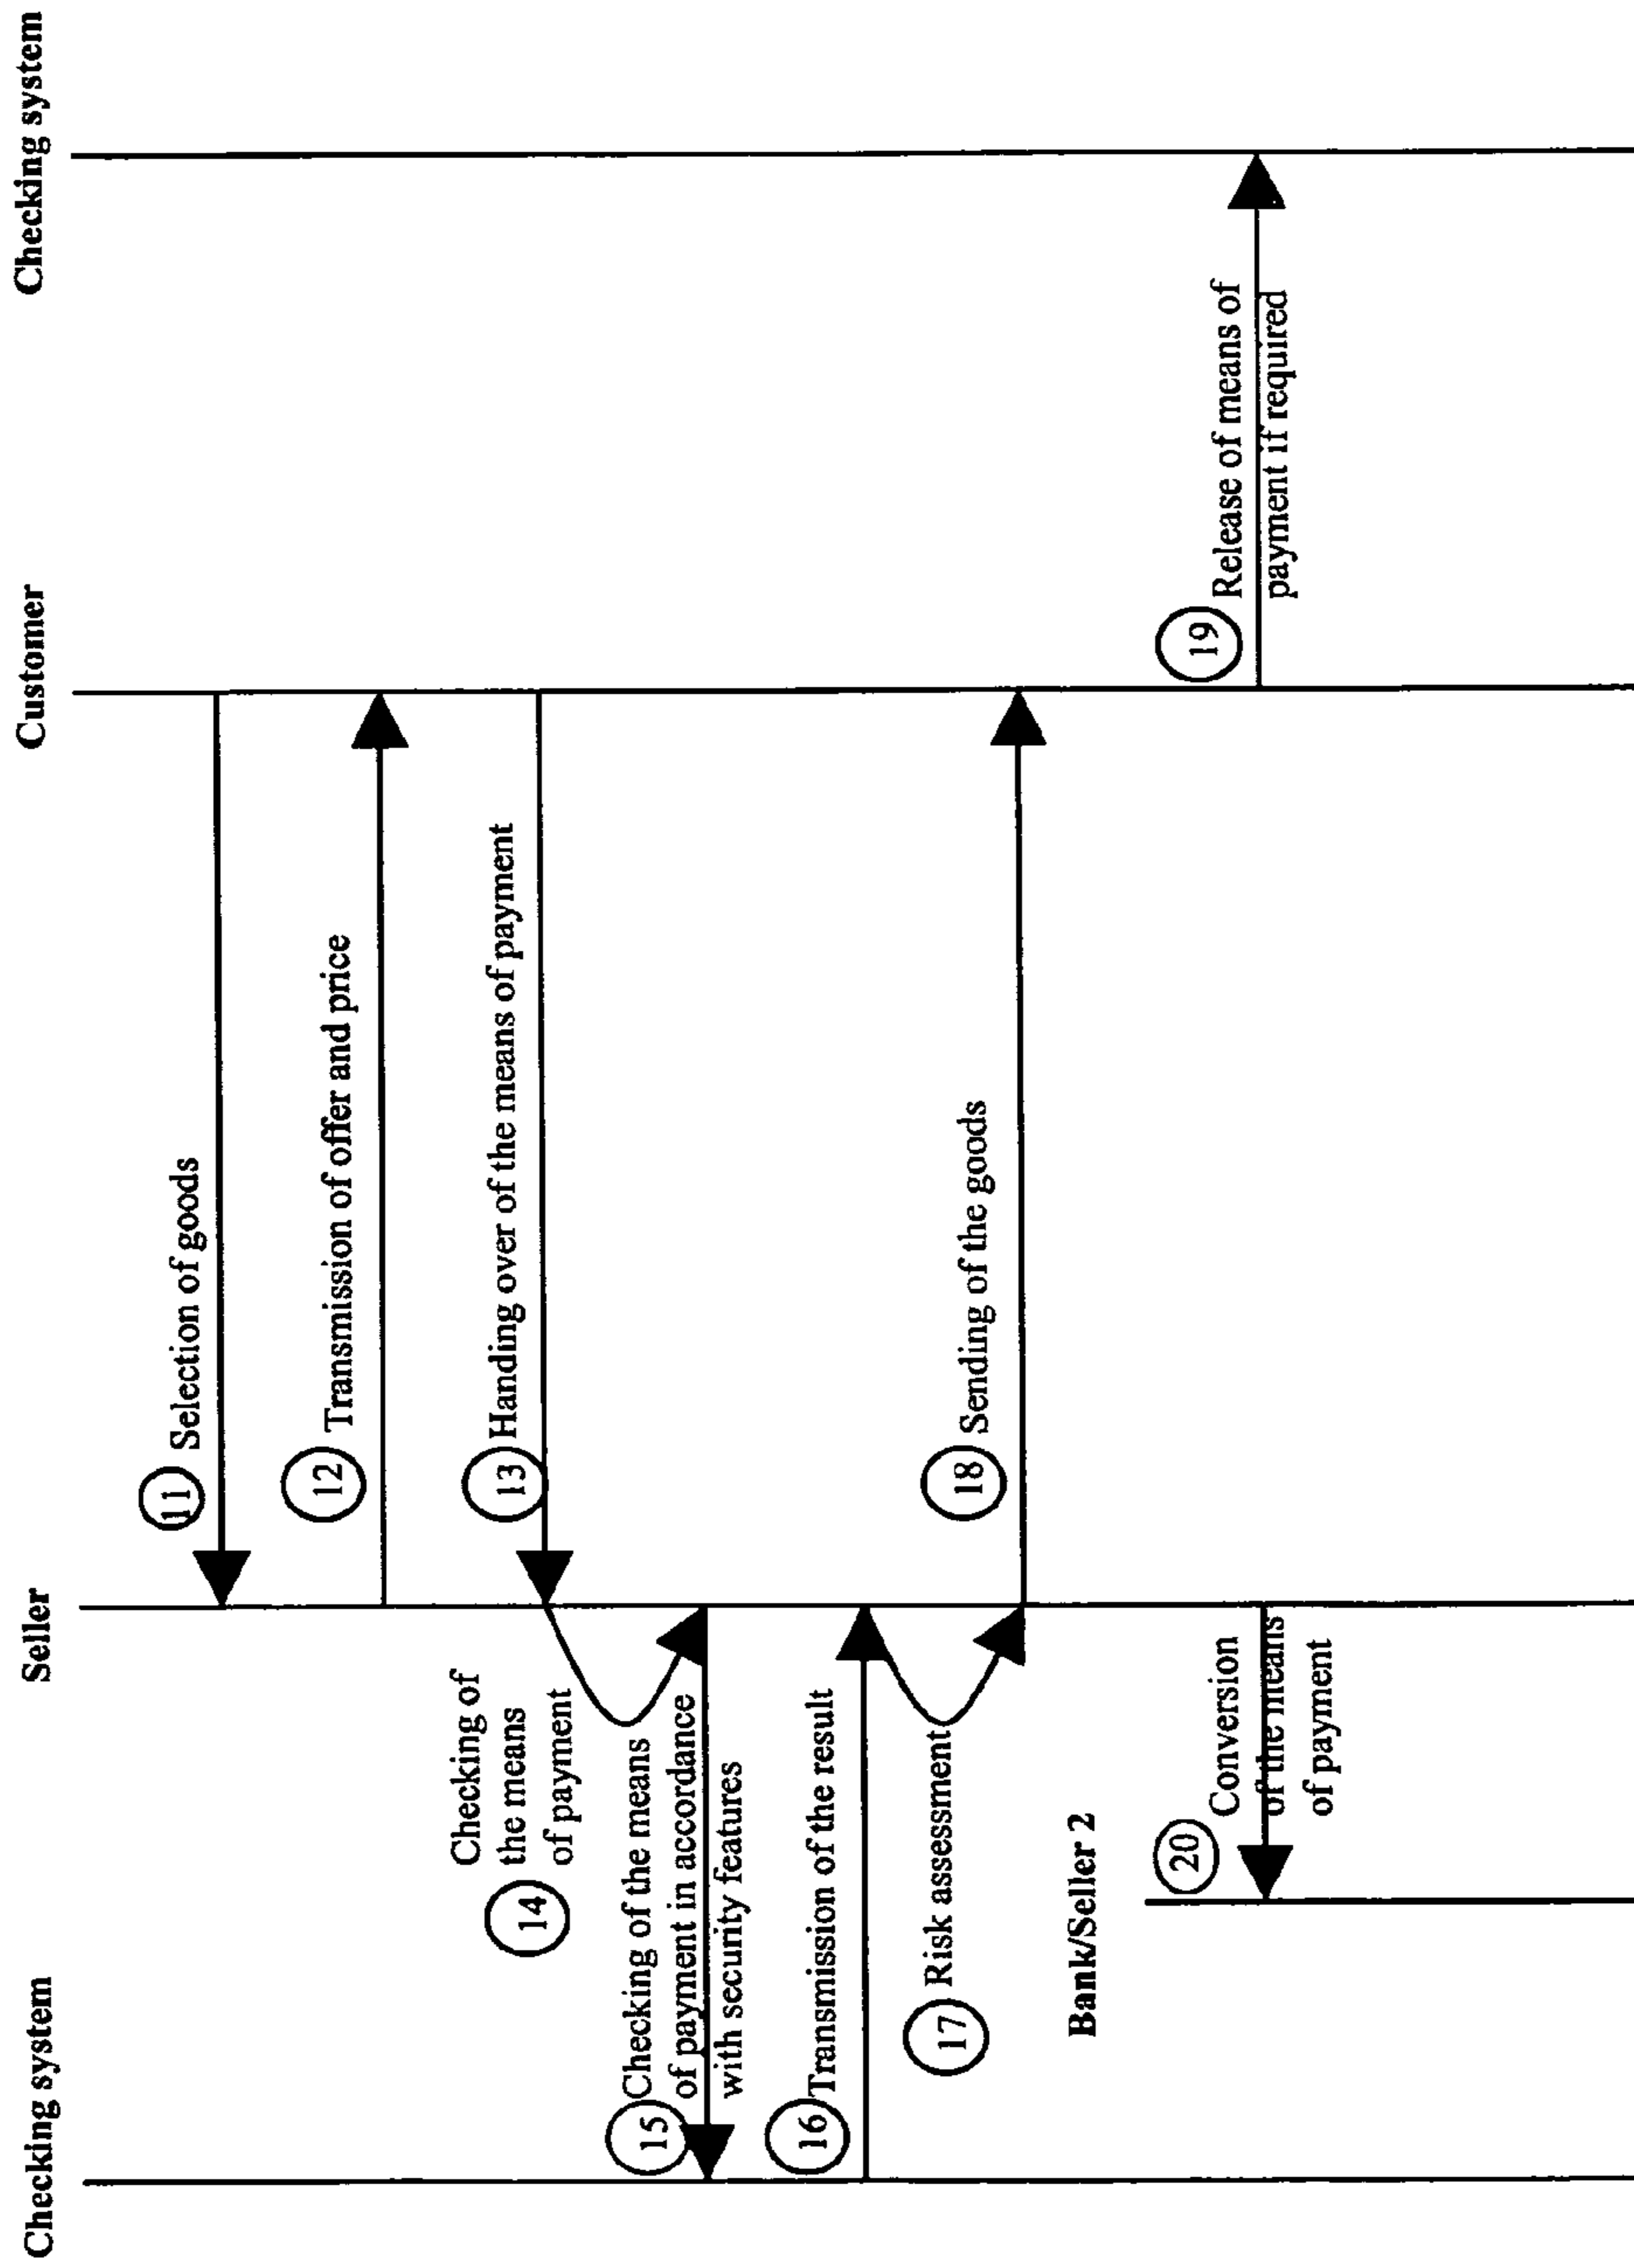 Checking system
Seller
Customer
Checking system
11
Selection of goods
12
Transmission of offer and price
13
Handing over of the means of payment
14
Checking of
the means
of payment
15
Checking of the means
of payment in accordance
with security features
16
Transmission of the result
17
Risk assessment
18
Sending of the goods
Bank/Seller 2
19
Release of means of
payment if required
20
Conversion
of the means
of payment